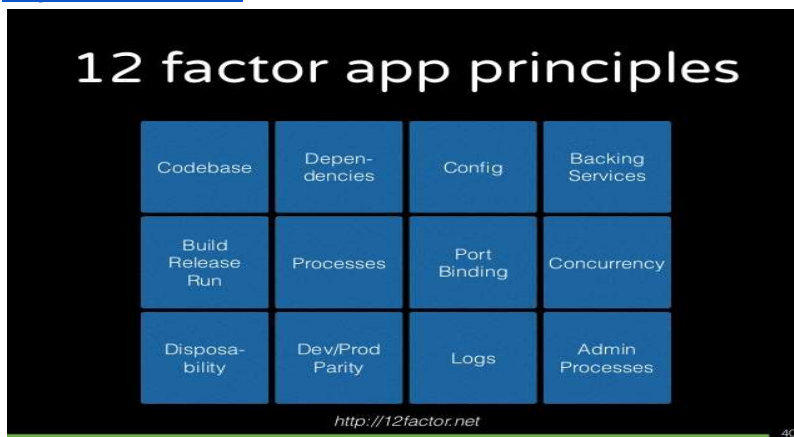 12 factor app principles
Codebase
Depen-
dencies
Config
Backing
Services
Build
Release
Run
Processes
Port
Binding
Concurrency
Disposa-
bility
Dev/Prod
Parity
Logs
Admin
Processes
http://12factor.net
40